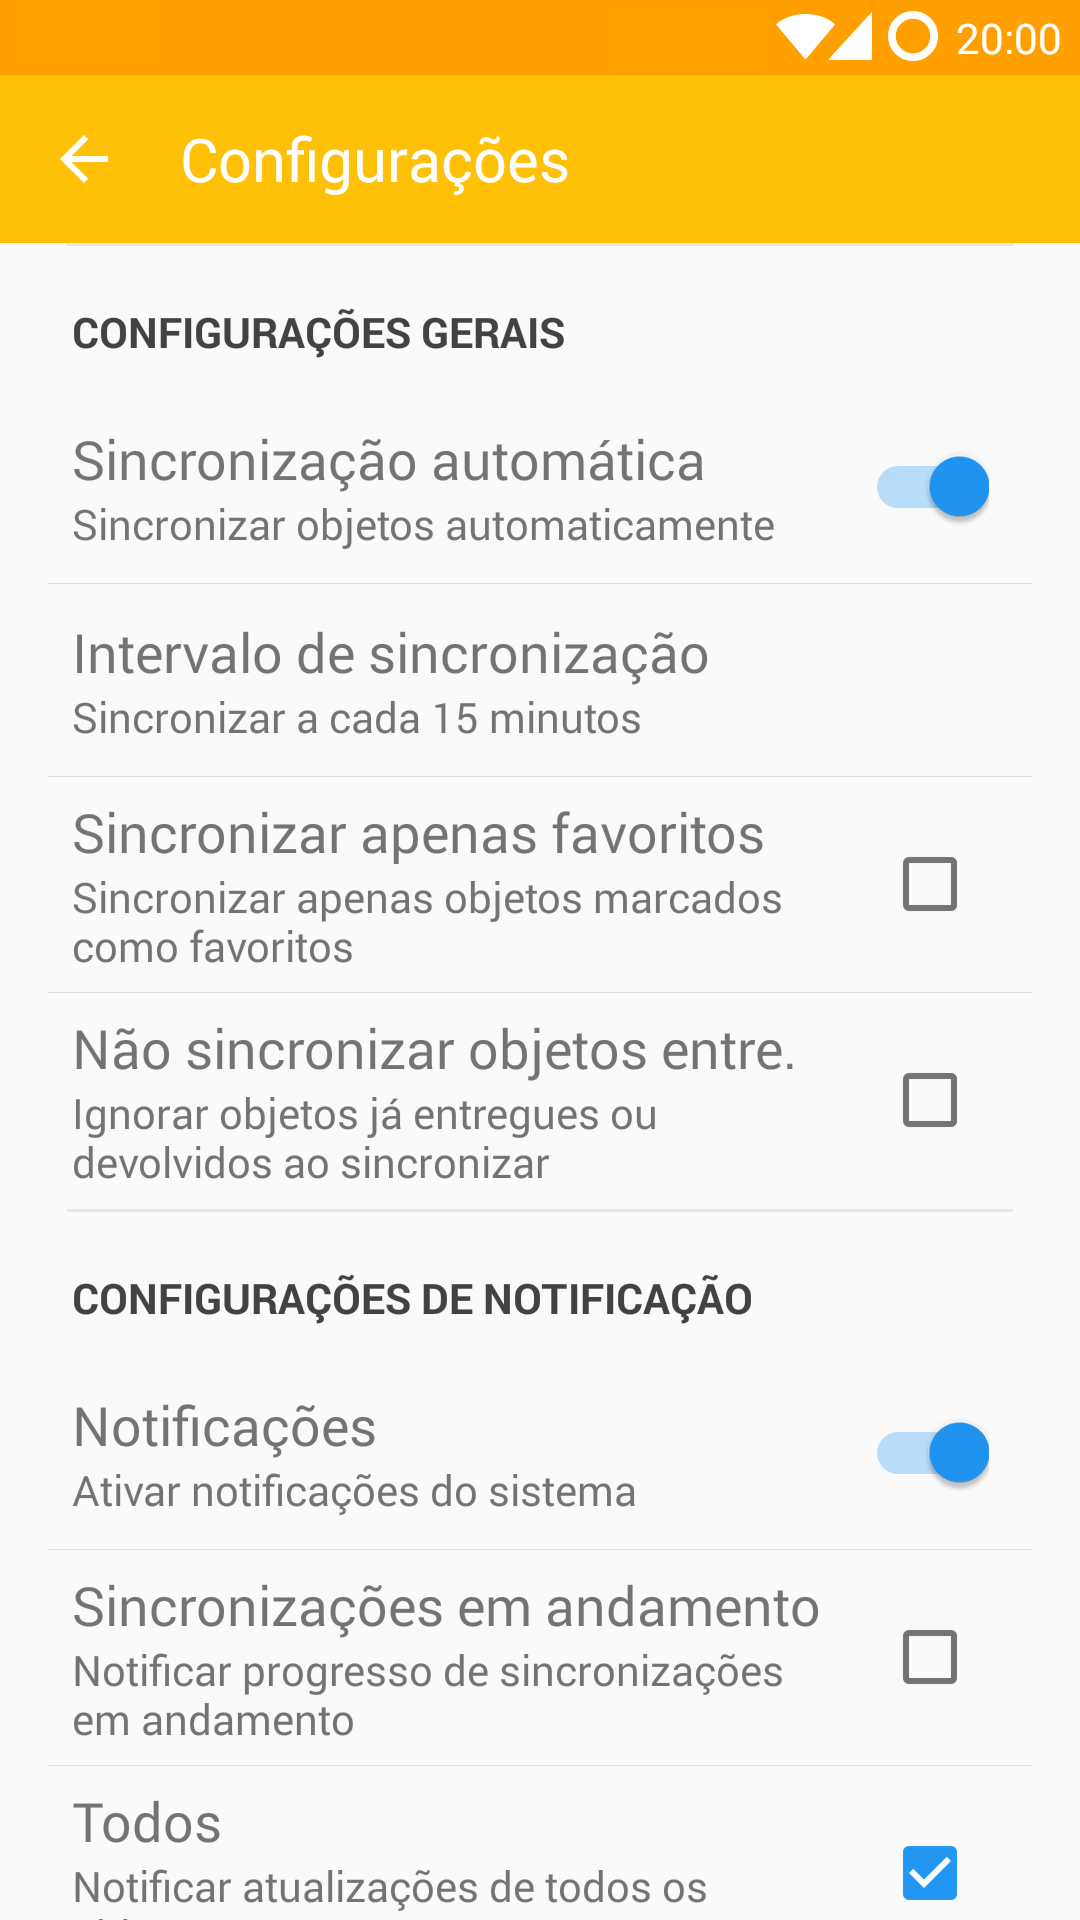 20:00
Configurações
CONFIGURAÇÕES GERAIS
Sincronização automática
Sincronizar objetos automaticamente
Intervalo de sincronização
Sincronizar a cada 15 minutos
Sincronizar apenas favoritos
Sincronizar apenas objetos marcados
como favoritos
Não sincronizar objetos entre.
Ignorar objetos já entregues ou
devolvidos ao sincronizar
CONFIGURAÇÕES DE NOTIFICAÇÃO
Notificações
Ativar notificações do sistema
Sincronizações em andamento
Notificar progresso de sincronizações
em andamento
Todos
Notificar atualizações de todos os